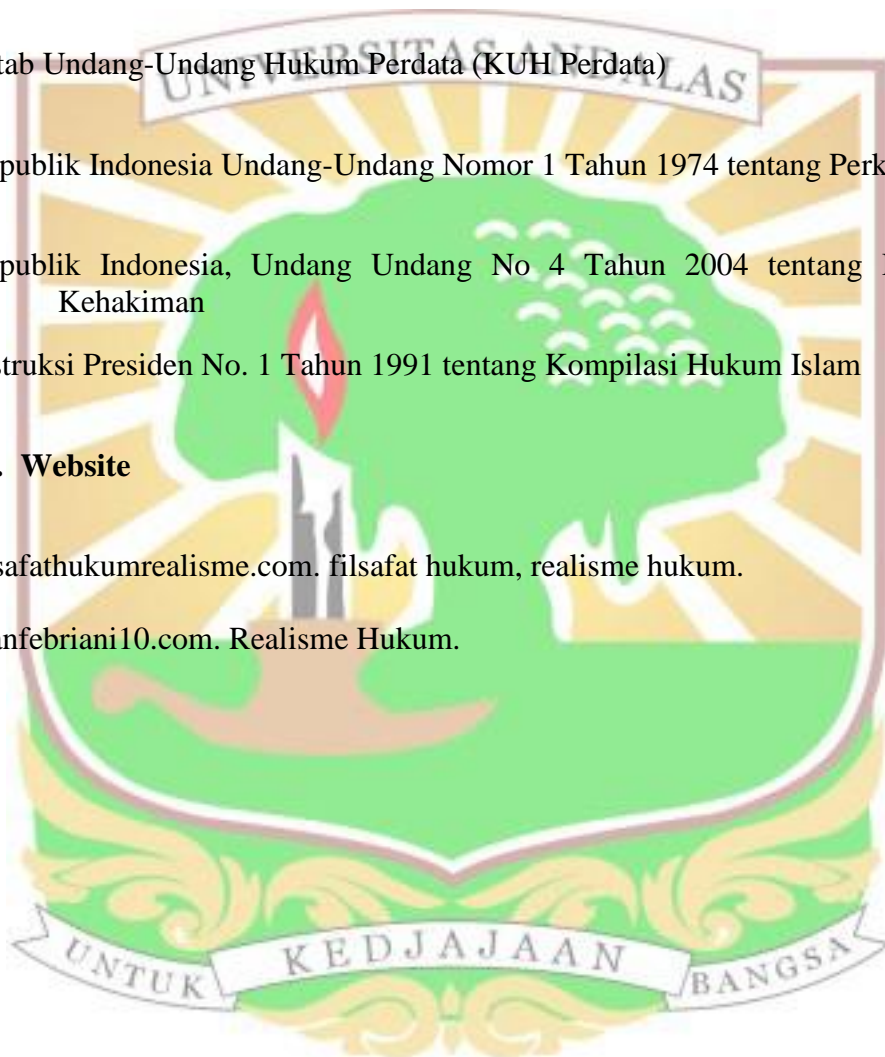 UNIVERSITAS ANDALAS
tab Undang-Undang Hukum Perdata (KUH Perdata)
publik Indonesia Undang-Undang Nomor 1 Tahun 1974 tentang Perk
publik Indonesia, Undang Undang No 4 Tahun 2004 tentang
Kehakiman
truksi Presiden No. 1 Tahun 1991 tentang Kompilasi Hukum Islam
. Website
safathukumrealisme.com. filsafat hukum, realisme hukum.
nfebriani10.com. Realisme Hukum.
UNTUK KEDJAJAAN BANGSA